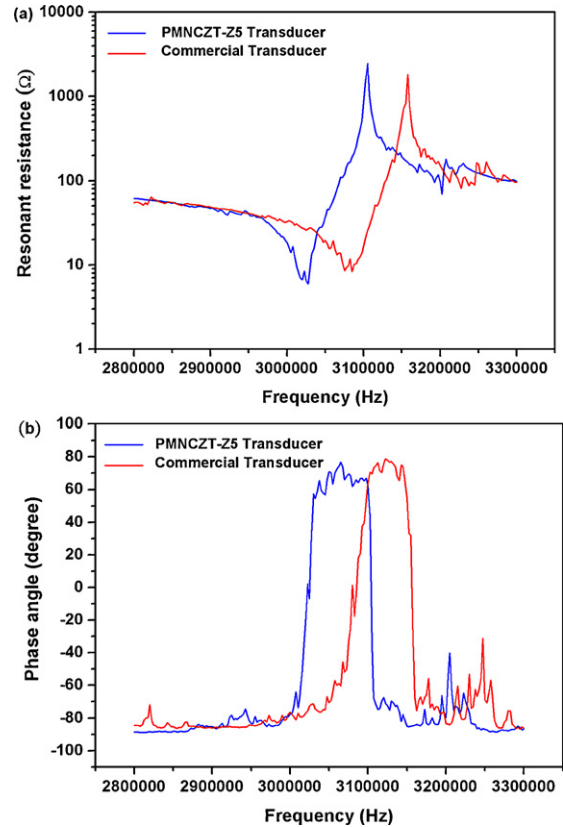 (a)
10000
1000
100
10
1
Resonant resistance (Ω)
PMNCZT-Z5 Transducer
Commercial Transducer
2800000 2900000 3000000 3100000 3200000 3300000
Frequency (Hz)
(b)
100
80
60
40
20
0
-20
-40
-60
-80
-100
Phase angle (degree)
PMNCZT-Z5 Transducer
Commercial Transducer
2800000 2900000 3000000 3100000 3200000 3300000
Frequency (Hz)